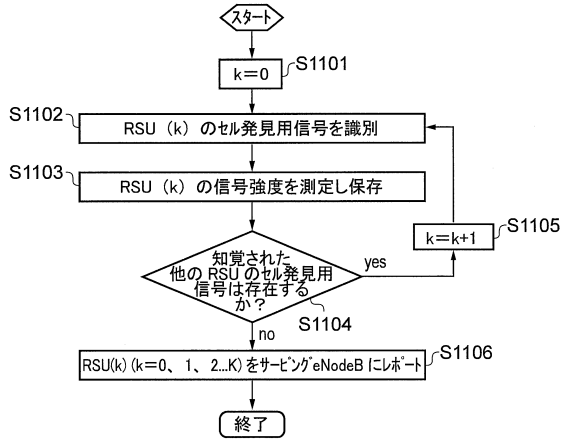 スタート
S1101
k＝0
S1102
RSU（k）のｾﾙ発見用信号を識別
S1103
RSU（k）の信号強度を測定し保存
知覚された
他の RSU のセル発見用
信号は存在する
か？
yes
S1104
no
k＝k+1
S1105
RSU(k)(k＝0、1、2...K)をｻｰﾋﾞﾝｸﾞeNodeBにﾚﾎﾟｰﾄ
S1106
終了